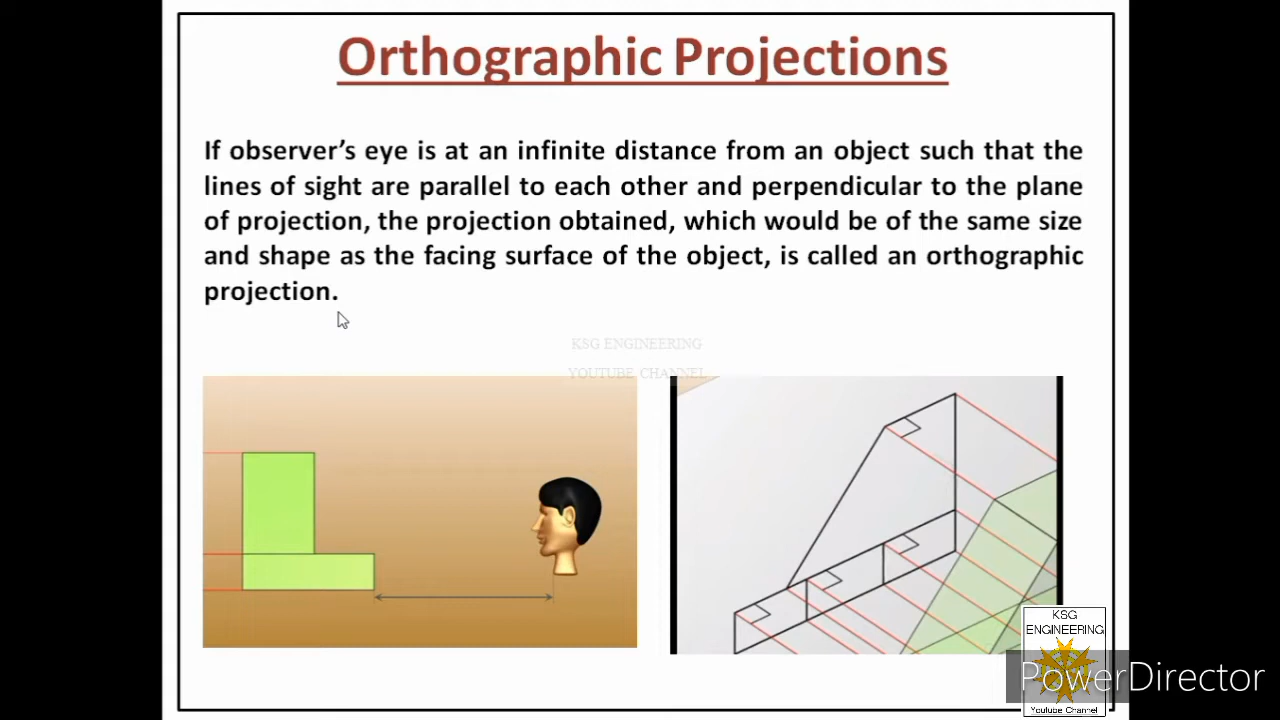 Orthographic Projections
If observer's eye is at an infinite distance from an object such that the
lines of sight are parallel to each other and perpendicular to the plane
of projection, the projection obtained, which would be of the same size
and shape as the facing surface of the object, is called an orthographic
projection.
KSG ENGINEERING
YOUTUBE CHANNEL
KSG
ENGINEERING
PowerDirector
Youtube Channel